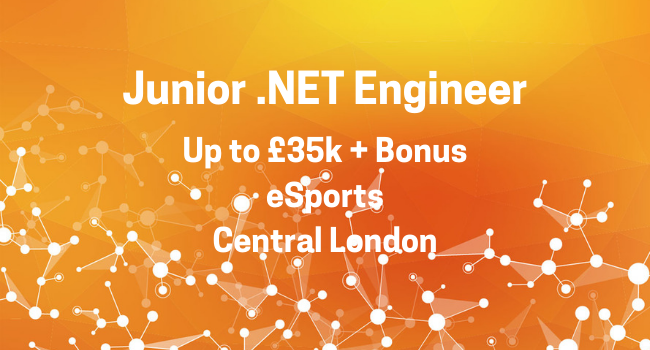 Junior .NET Engineer
Up to £35k + Bonus
eSports
Central London